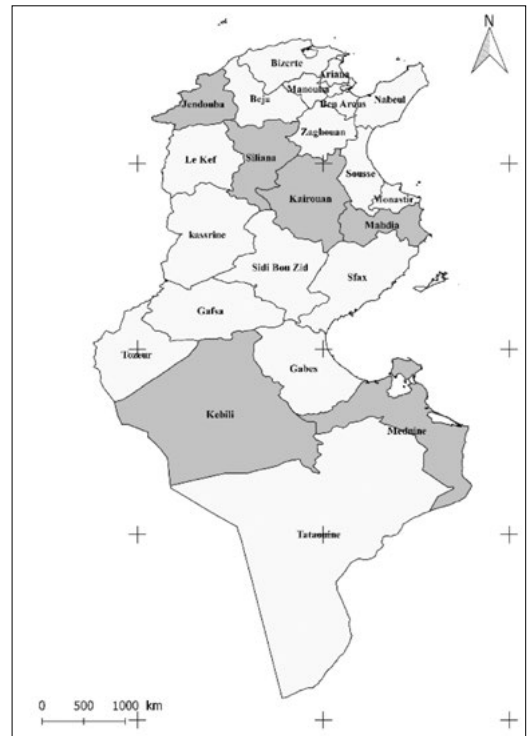 N
Bizerte
Ariana
Manouba
Beja
Ben Arous
Nabeul
Jendouba
Zaghouan
Le Kef
Siliana
Sousse
Kairouan
Monastir
Mahdia
kassrine
Sidi Bou Zid
Sfax
Gafsa
Tozeur
Gabes
Kebili
Mednine
Tataouine
0 500 1000 km